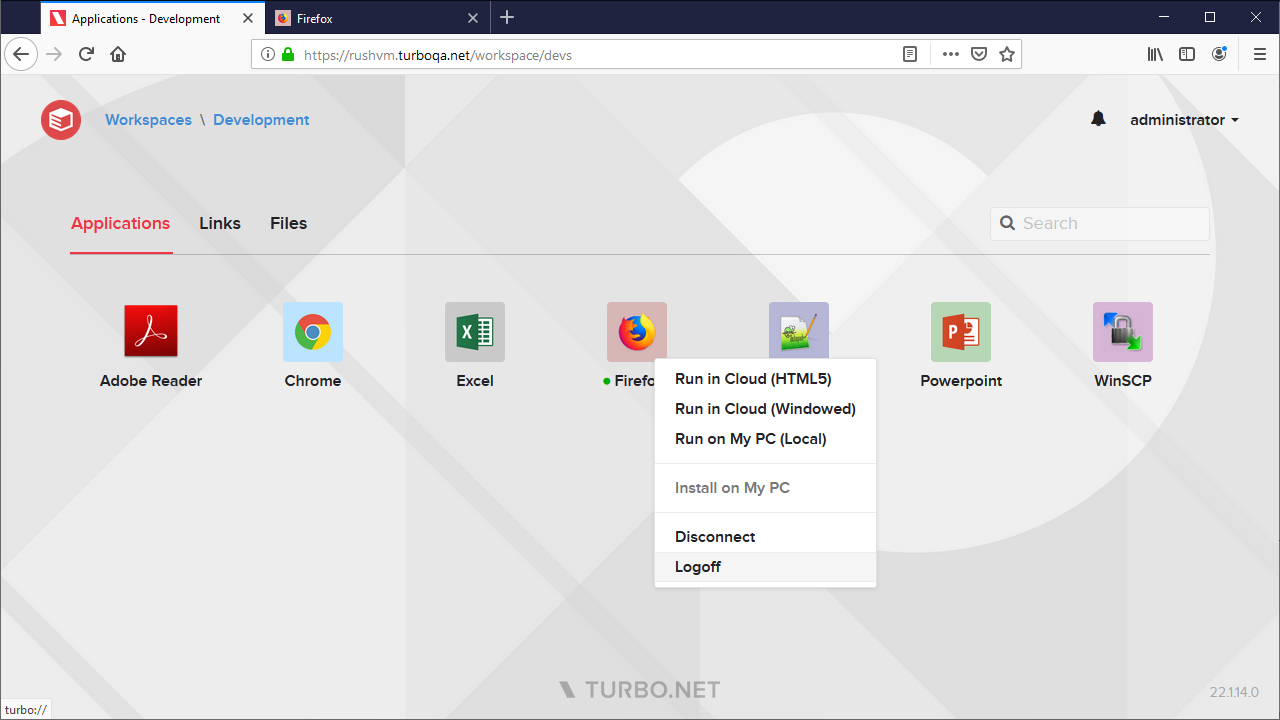 Applications - Development
Firefox
https://rushvm.turboqa.net/workspace/devs
Workspaces \ Development
administrator
Applications Links Files
Search
Adobe Reader Chrome Excel Firefo Powerpoint WinSCP
Run in Cloud (HTML5)
Run in Cloud (Windowed)
Run on My PC (Local)
Install on My PC
Disconnect
Logoff
TURBO.NET
22.1.14.0
turbo://